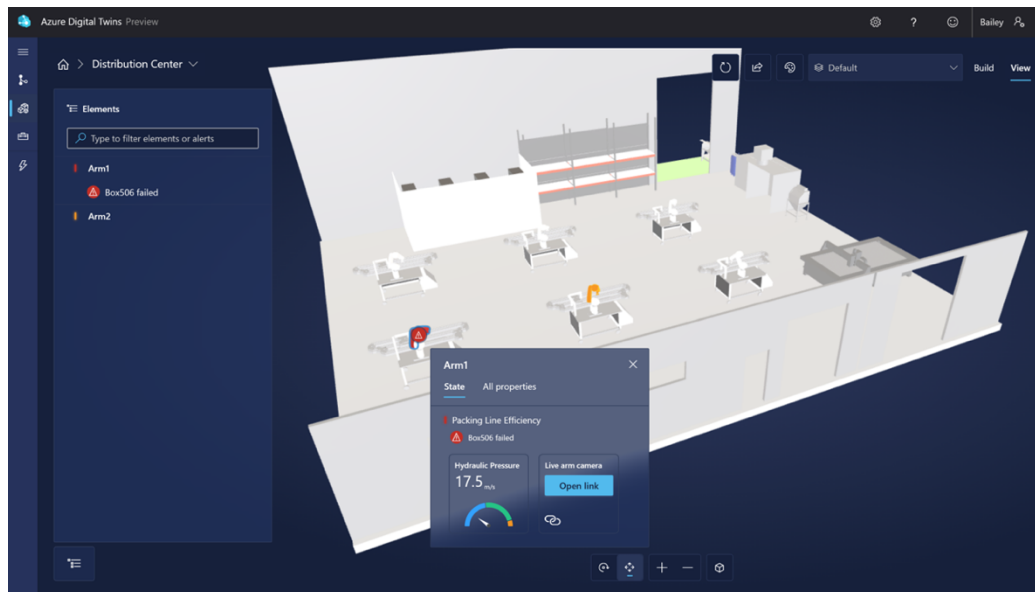 Azure Digital Twins Preview
?
Bailey
> Distribution Center
Default
Build
View
Elements
Type to filter elements or alerts
Arm1
Box506 failed
Arm2
Arm1
State
All properties
Packing Line Efficiency
Box506 failed
Hydraulic Pressure
17.5 m/s
Live arm camera
Open link